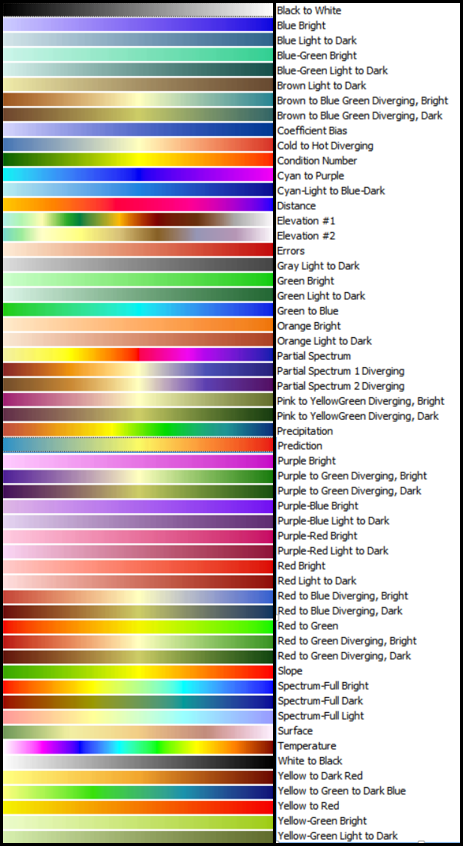 Black to White
Blue Bright
Blue Light to Dark
Blue-Green Bright
Blue-Green Light to Dark
Brown Light to Dark
Brown to Blue Green Diverging, Bright
Brown to Blue Green Diverging, Dark
Coefficient Bias
Cold to Hot Diverging
Condition Number
Cyan to Purple
Cyan-Light to Blue-Dark
Distance
Elevation #1
Elevation #2
Errors
Gray Light to Dark
Green Bright
Green Light to Dark
Green to Blue
Orange Bright
Orange Light to Dark
Partial Spectrum
Partial Spectrum 1 Diverging
Partial Spectrum 2 Diverging
Pink to YellowGreen Diverging, Bright
Pink to YellowGreen Diverging, Dark
Precipitation
Prediction
Purple Bright
Purple to Green Diverging, Bright
Purple to Green Diverging, Dark
Purple-Blue Bright
Purple-Blue Light to Dark
Purple-Red Bright
Purple-Red Light to Dark
Red Bright
Red Light to Dark
Red to Blue Diverging, Bright
Red to Blue Diverging, Dark
Red to Green
Red to Green Diverging, Bright
Red to Green Diverging, Dark
Slope
Spectrum-Full Bright
Spectrum-Full Dark
Spectrum-Full Light
Surface
Temperature
White to Black
Yellow to Dark Red
Yellow to Green to Dark Blue
Yellow to Red
Yellow-Green Bright
Yellow-Green Light to Dark